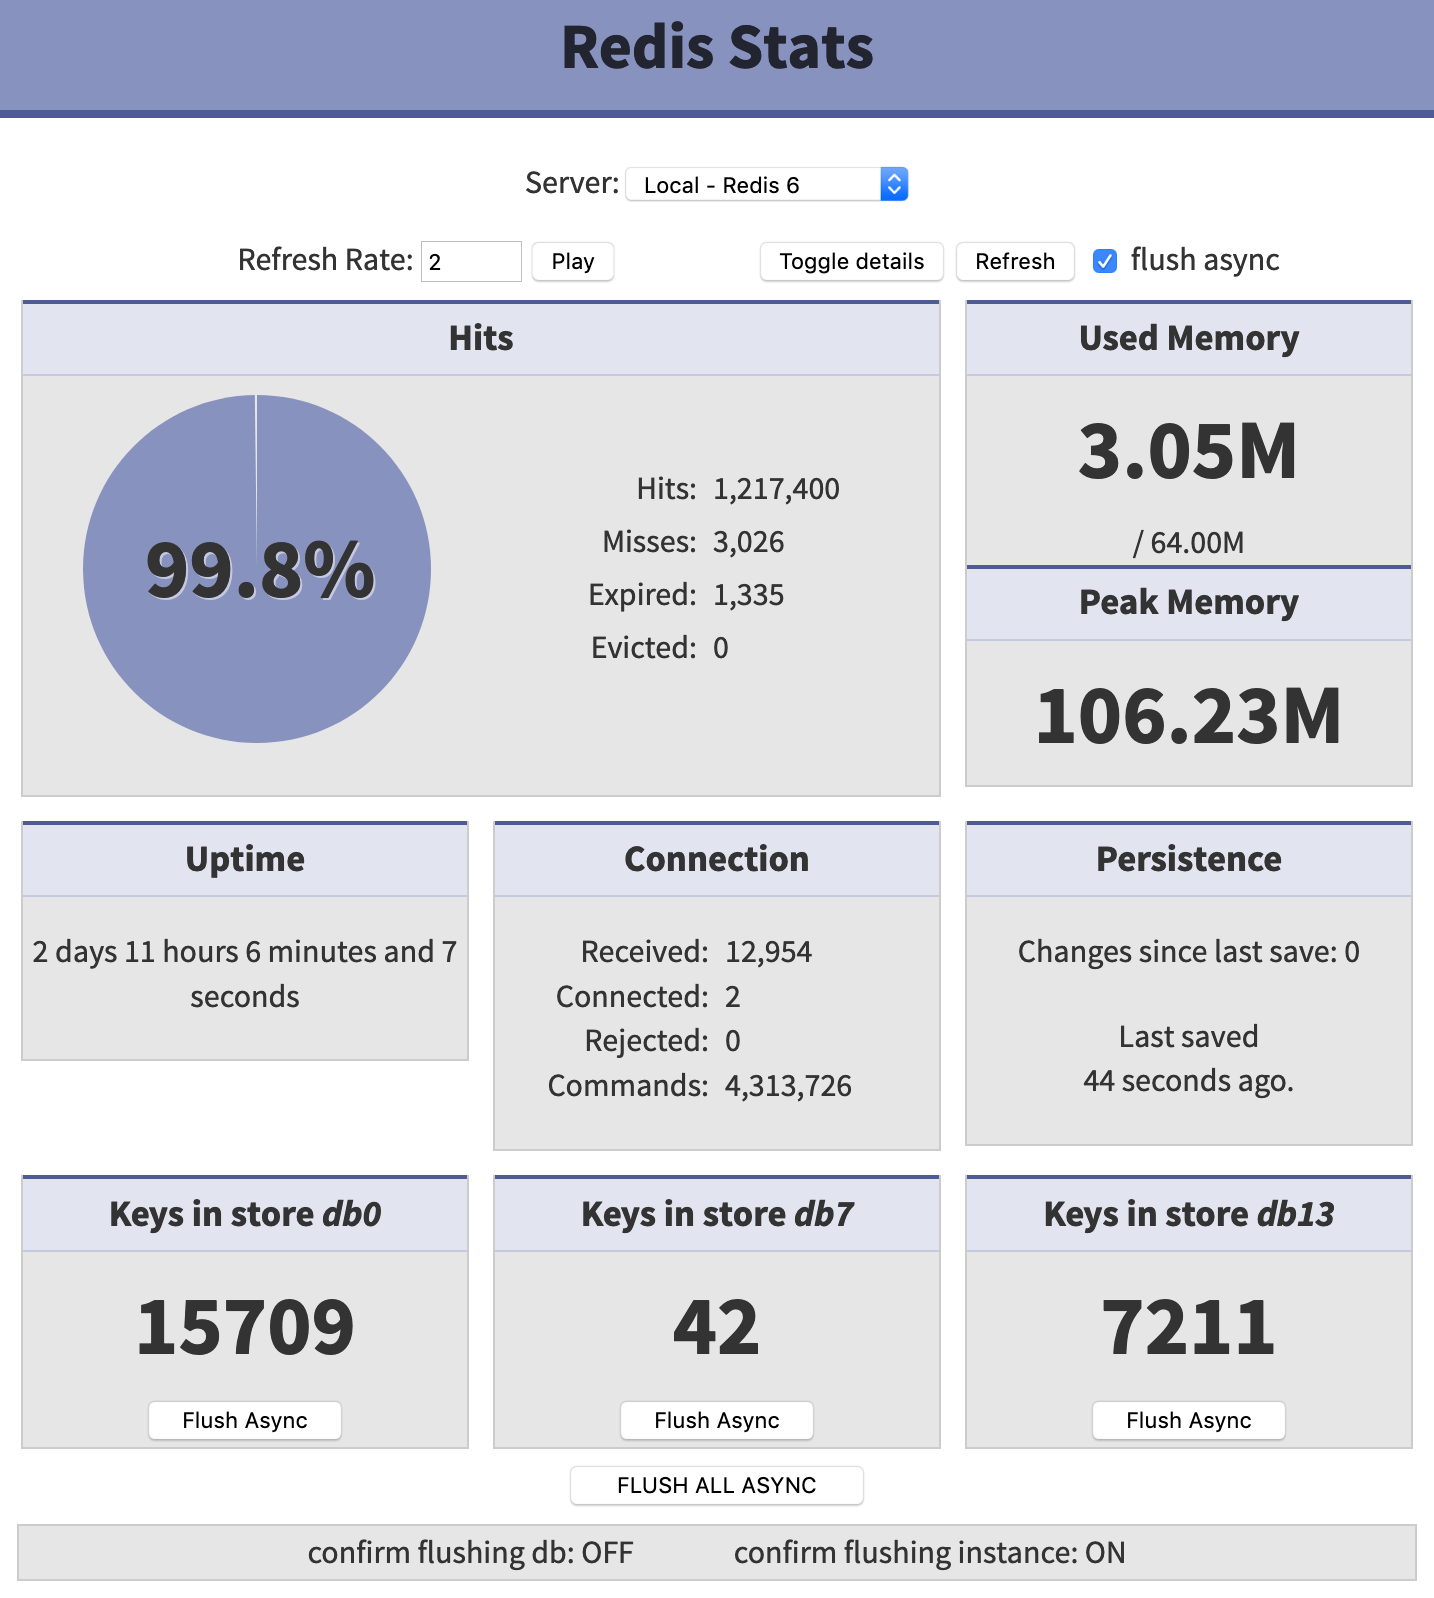 Redis Stats
Server: Local - Redis 6
Refresh Rate: 2 Play Toggle details Refresh flush async
Hits
99.8%
Hits: 1,217,400
Misses: 3,026
Expired: 1,335
Evicted: 0
Used Memory
3.05M
/ 64.00M
Peak Memory
106.23M
Uptime
2 days 11 hours 6 minutes and 7
seconds
Connection
Received: 12,954
Connected: 2
Rejected: 0
Commands: 4,313,726
Persistence
Changes since last save: 0
Last saved
44 seconds ago.
Keys in store db0
15709
Flush Async
Keys in store db7
42
Flush Async
Keys in store db13
7211
Flush Async
FLUSH ALL ASYNC
confirm flushing db: OFF confirm flushing instance: ON